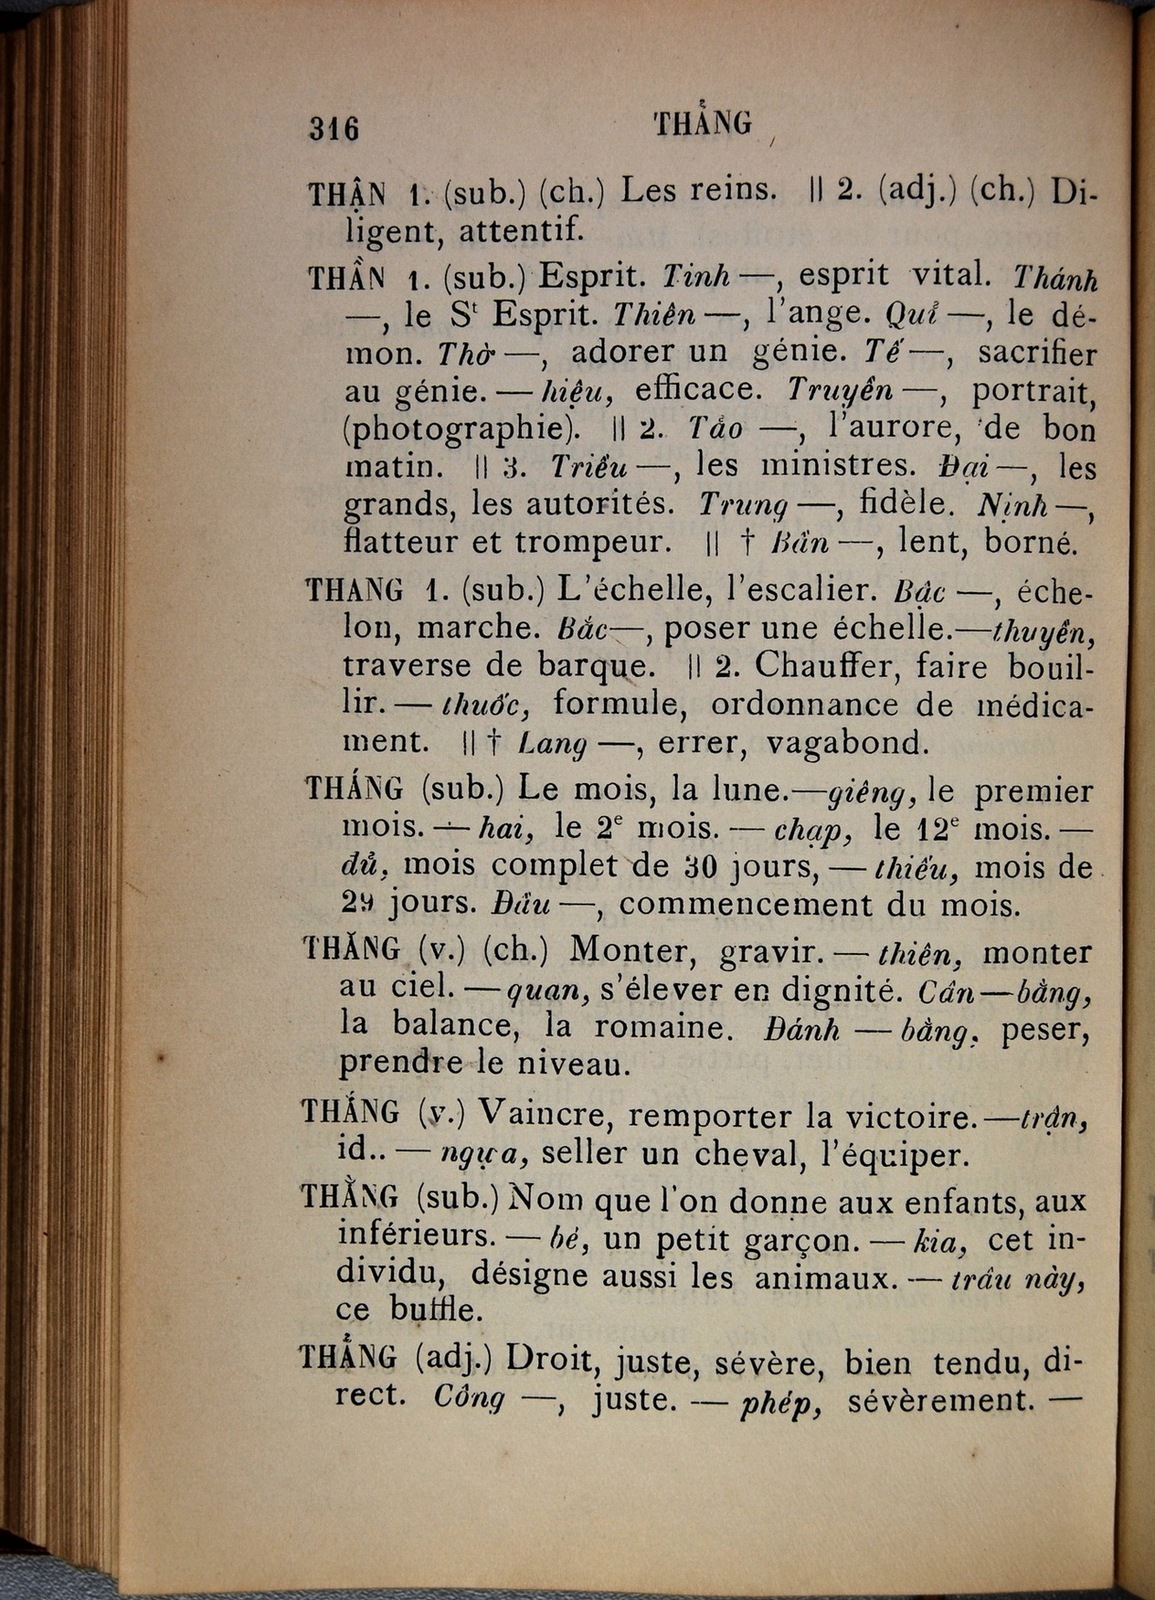 316 THẲNG
THẬN 1. (sub.) (ch.) Les reins. || 2. (adj.) (ch.) Di-
ligent, attentif.
THẦN 1. (sub.) Esprit. Tinh —, esprit vital. Thánh
—, le Sᵗ Esprit. Thiên —, l'ange. Quỉ —, le dé-
mon. Thờ —, adorer un génie. Tế —, sacrifier
au génie. — hiệu, efficace. Truyền —, portrait,
(photographie). || 2. Tảo —, l'aurore, de bon
matin. || 3. Triều —, les ministres. Đại —, les
grands, les autorités. Trung —, fidèle. Nịnh —,
flatteur et trompeur. || † Bần —, lent, borné.
THANG 1. (sub.) L'échelle, l'escalier. Bậc —, éche-
lon, marche. Bắc —, poser une échelle. — thuyền,
traverse de barque. || 2. Chauffer, faire bouil-
lir. — thuốc, formule, ordonnance de médica-
ment. || † Lang —, errer, vagabond.
THÁNG (sub.) Le mois, la lune. — giêng, le premier
mois. — hai, le 2ᵉ mois. — chạp, le 12ᵉ mois. —
đủ, mois complet de 30 jours, — thiếu, mois de
29 jours. Đầu —, commencement du mois.
THĂNG (v.) (ch.) Monter, gravir. — thiên, monter
au ciel. — quan, s'élever en dignité. Cân — bằng,
la balance, la romaine. Đánh — bằng, peser,
prendre le niveau.
THẮNG (v.) Vaincre, remporter la victoire. — trận,
id.. — ngựa, seller un cheval, l'équiper.
THẰNG (sub.) Nom que l'on donne aux enfants, aux
inférieurs. — bé, un petit garçon. — kia, cet in-
dividu, désigne aussi les animaux. — trâu này,
ce buffle.
THẲNG (adj.) Droit, juste, sévère, bien tendu, di-
rect. Công —, juste. — phép, sévèrement. —